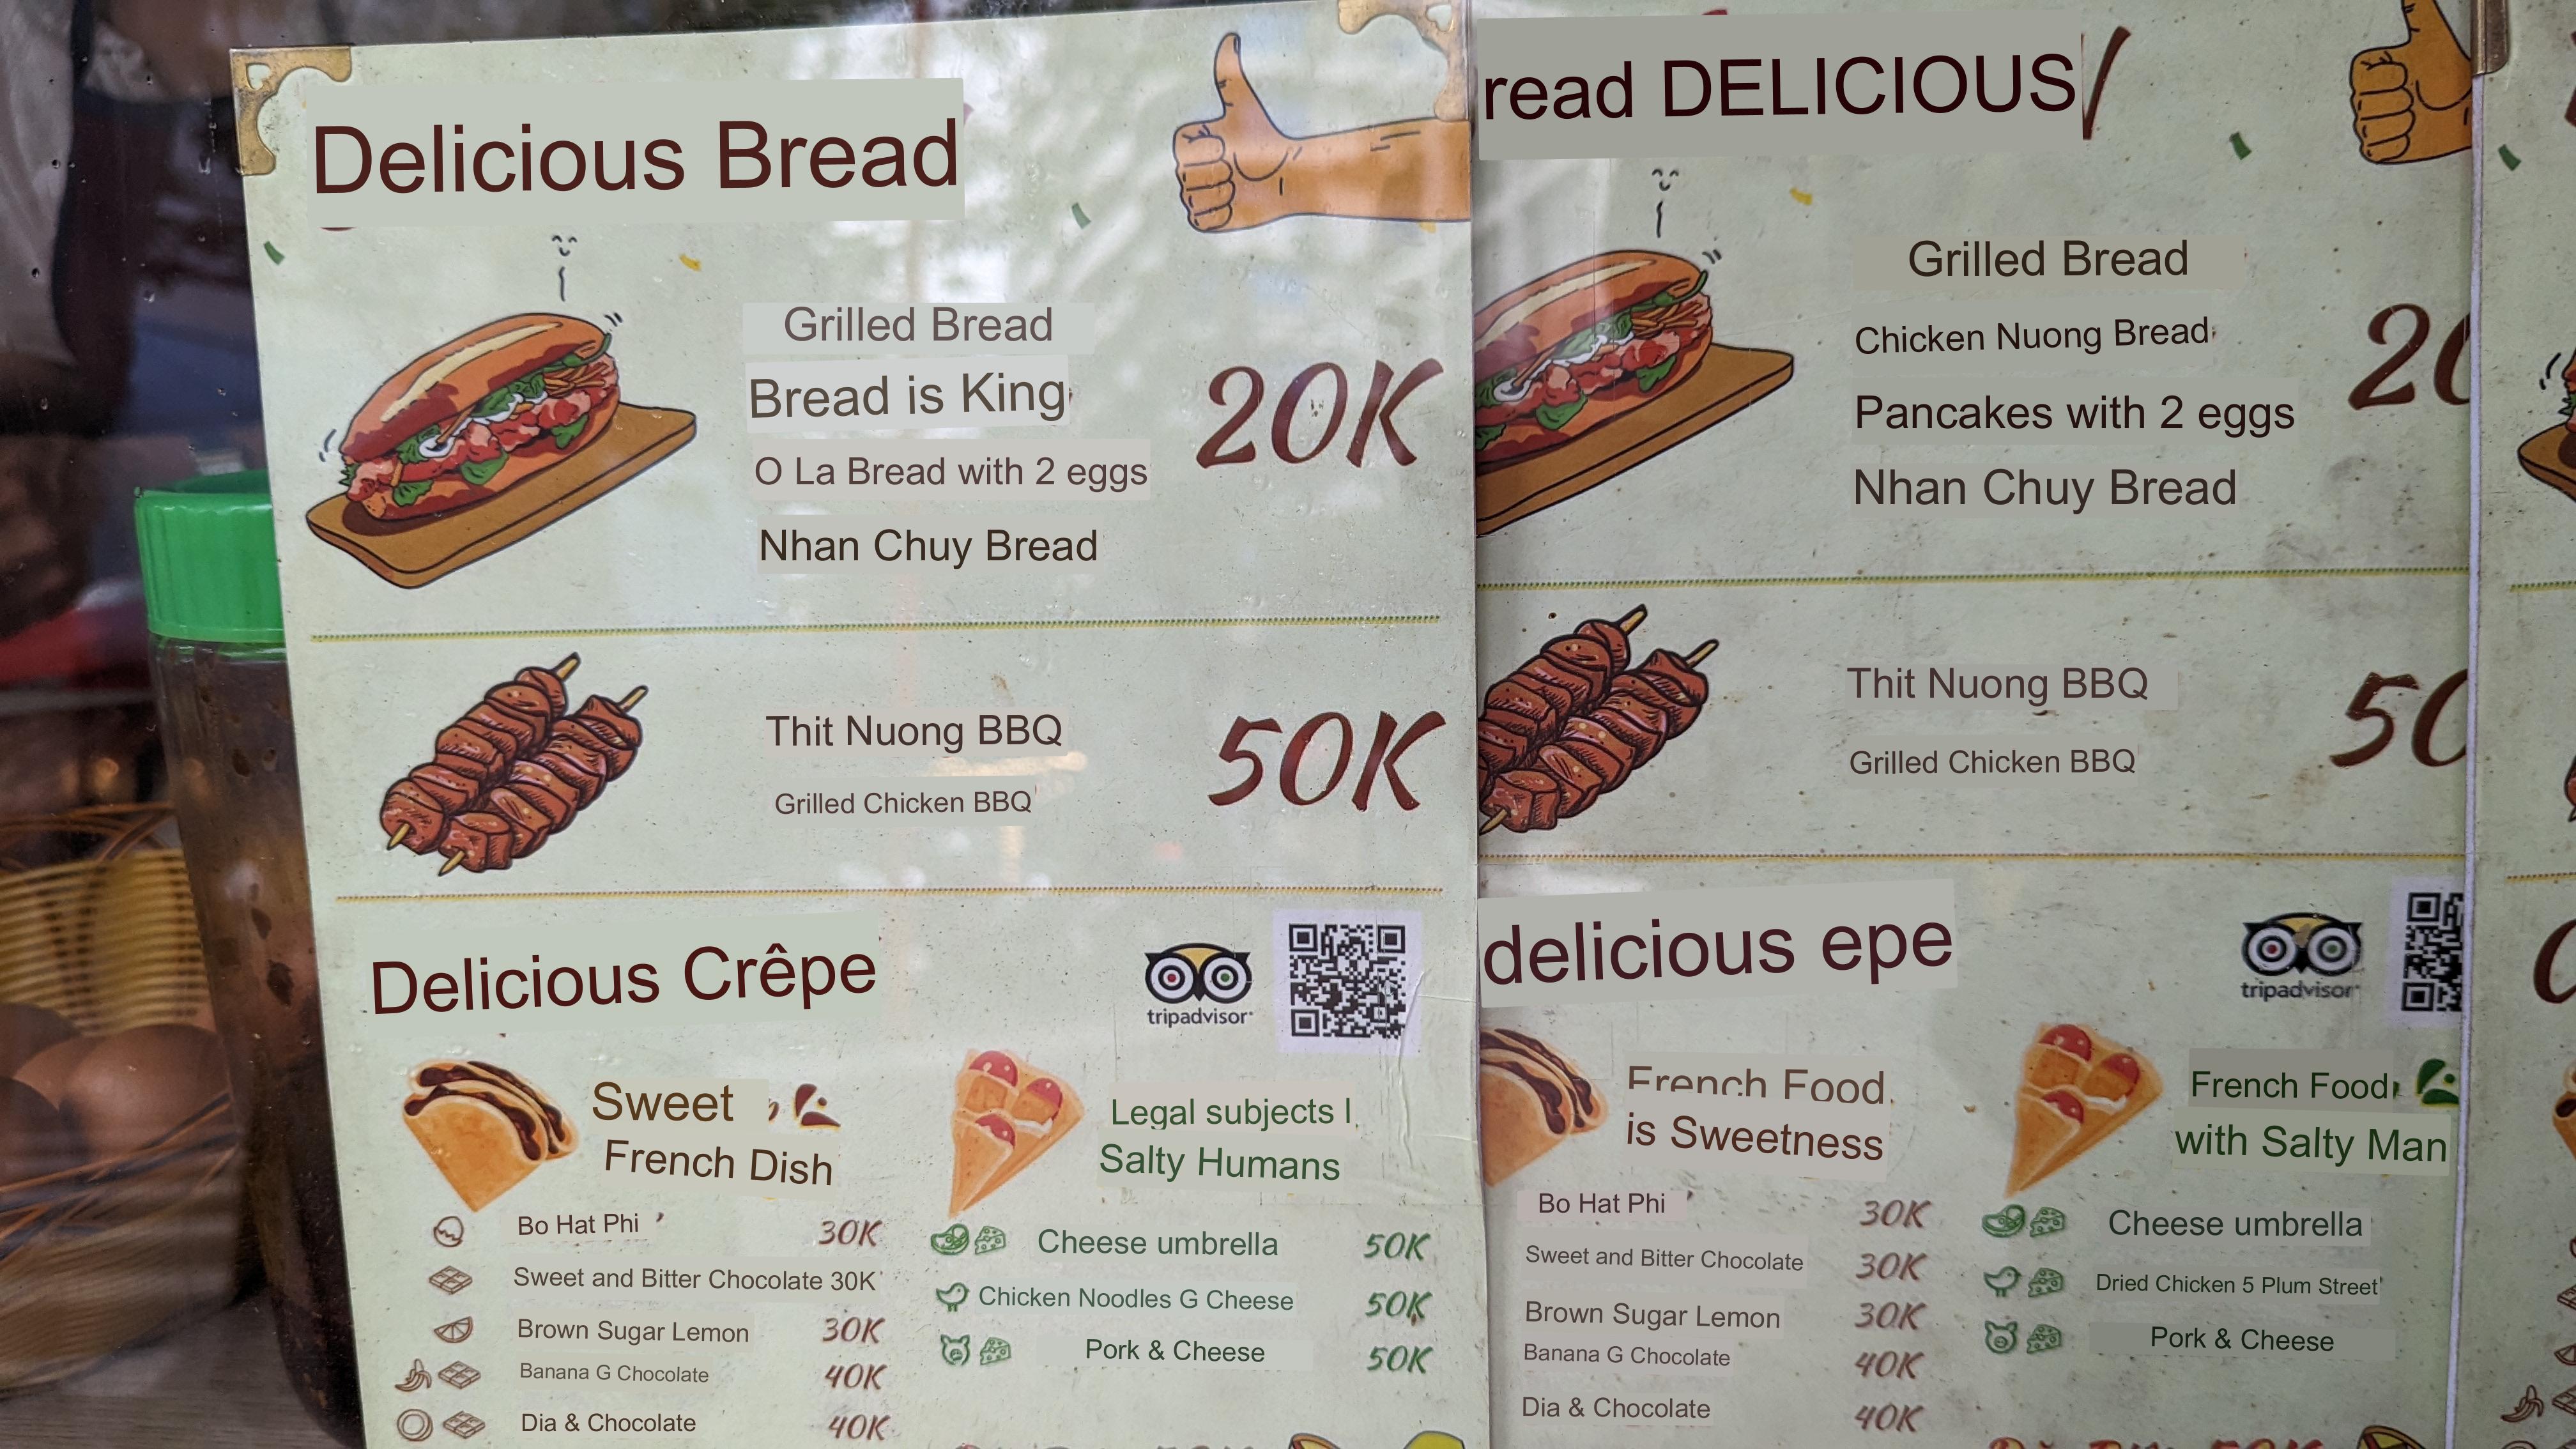 Delicious Bread
Grilled Bread
Bread is King
O La Bread with 2 eggs
20K
Nhan Chuy Bread
Thit Nuong BBQ
50K
Grilled Chicken BBQ
Delicious Crêpe
tripadvisor
Sweet
French Dish
Bo Hat Phi 30K
Sweet and Bitter Chocolate 30K
Brown Sugar Lemon 30K
Banana G Chocolate 40K
Dia & Chocolate 40K
Legal subjects l
Salty Humans
Cheese umbrella 50K
Chicken Noodles G Cheese 50K
Pork & Cheese 50K
read DELICIOUS
Grilled Bread
Chicken Nuong Bread
20
Pancakes with 2 eggs
Nhan Chuy Bread
Thit Nuong BBQ
50
Grilled Chicken BBQ
delicious epe
tripadvisor
French Food
is Sweetness
Bo Hat Phi 30K
Sweet and Bitter Chocolate 30K
Brown Sugar Lemon 30K
Banana G Chocolate 40K
Dia & Chocolate 40K
French Food
with Salty Man
Cheese umbrella
Dried Chicken 5 Plum Street
Pork & Cheese